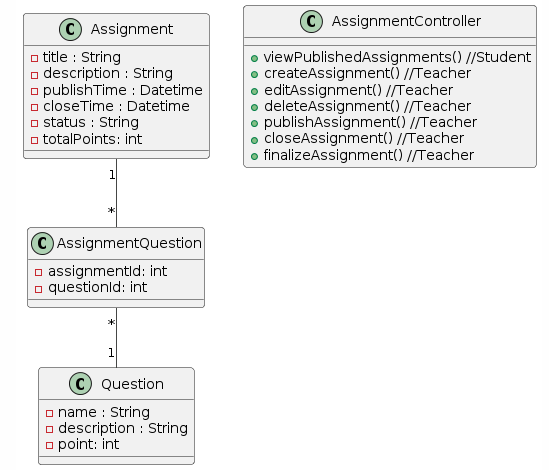 C Assignment
title : String
description : String
publishTime : Datetime
closeTime : Datetime
status : String
totalPoints: int
1
*
C AssignmentQuestion
assignmentId: int
questionId: int
*
1
C Question
name : String
description : String
point: int
C AssignmentController
viewPublishedAssignments() //Student
createAssignment() //Teacher
editAssignment() //Teacher
deleteAssignment() //Teacher
publishAssignment() //Teacher
closeAssignment() //Teacher
finalizeAssignment() //Teacher